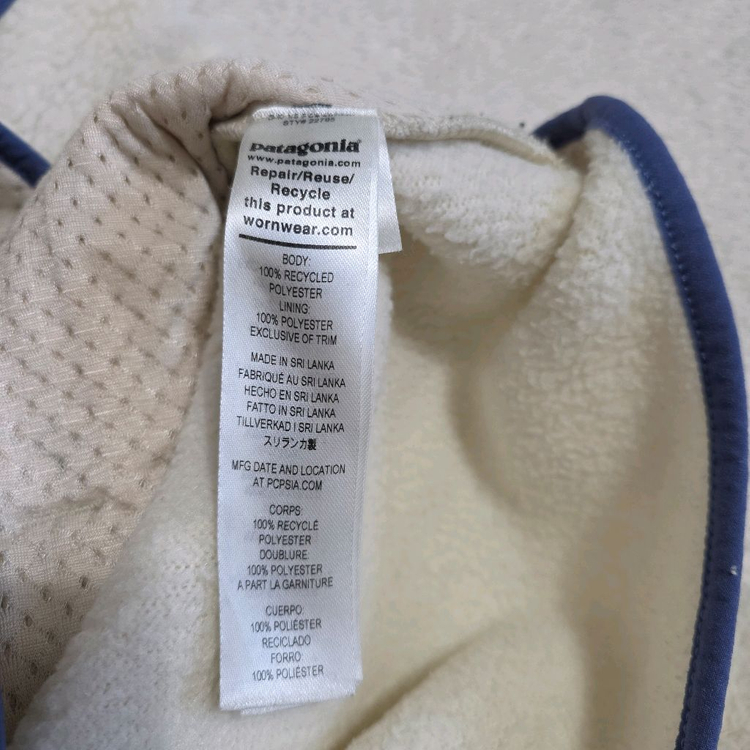 patagonia®
www.patagonia.com
Repair/Reuse/
Recycle
this product at
wornwear.com
BODY:
100% RECYCLED
POLYESTER
LINING:
100% POLYESTER
EXCLUSIVE OF TRIM
MADE IN SRI LANKA
FABRIQUÉ AU SRI LANKA
HECHO EN SRI LANKA
FATTO IN SRI LANKA
TILLVERKAD I SRI LANKA
スリランカ製
MFG DATE AND LOCATION
AT PCPSIA.COM
CORPS:
100% RECYCLÉ
POLYESTER
DOUBLURE:
100% POLYESTER
A PART LA GARNITURE
CUERPO:
100% POLIÉSTER
RECICLADO
FORRO:
100% POLIÉSTER